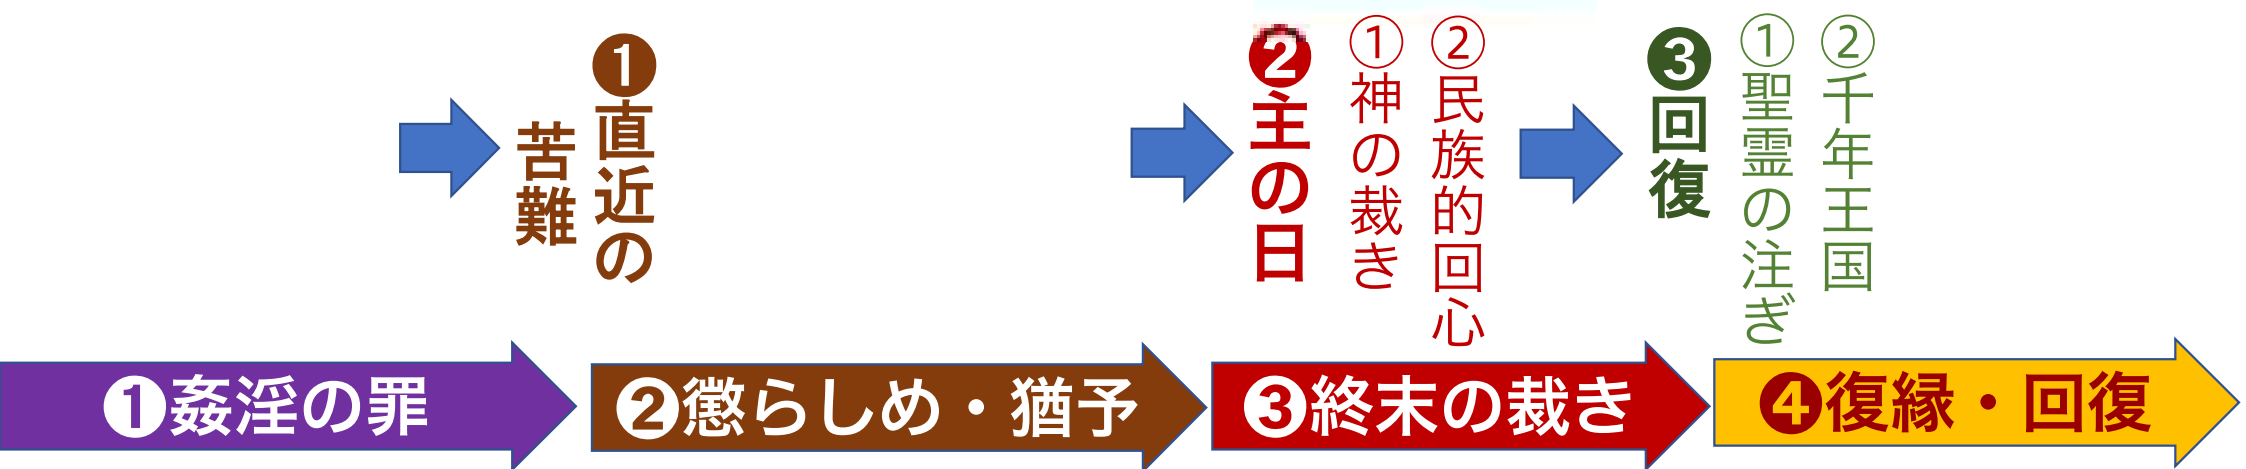 ❶直近の
苦難
❷主の日
①神の裁き
②民族的回心
❸回復
①聖霊の注ぎ
②千年王国
❶姦淫の罪
❷懲らしめ・猶予
❸終末の裁き
❹復縁・回復